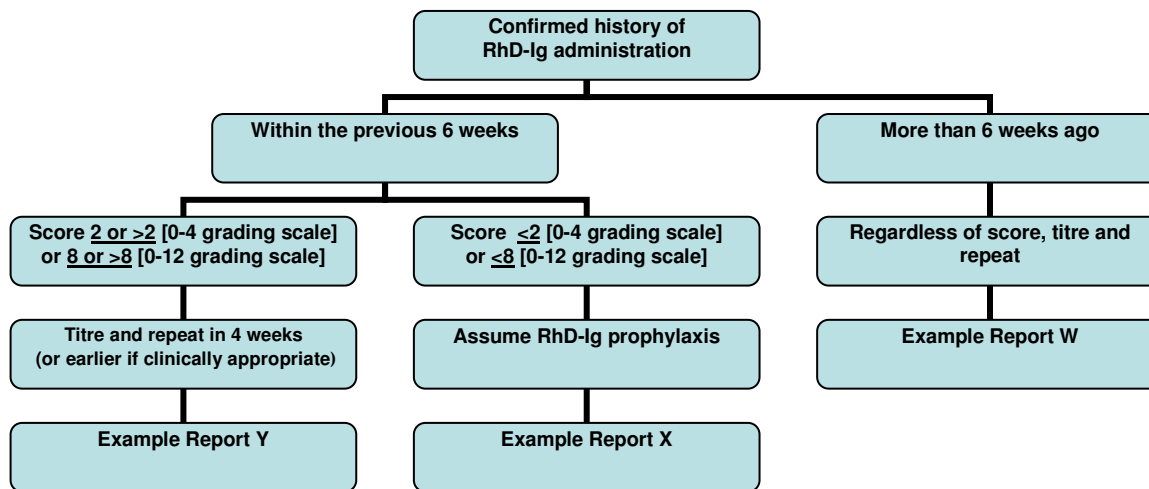 Confirmed history of
RhD-Ig administration
Within the previous 6 weeks
More than 6 weeks ago
Score 2 or >2 [0-4 grading scale]
or 8 or >8 [0-12 grading scale]
Score <2 [0-4 grading scale]
or <8 [0-12 grading scale]
Regardless of score, titre and
repeat
Titre and repeat in 4 weeks
(or earlier if clinically appropriate)
Assume RhD-Ig prophylaxis
Example Report W
Example Report Y
Example Report X